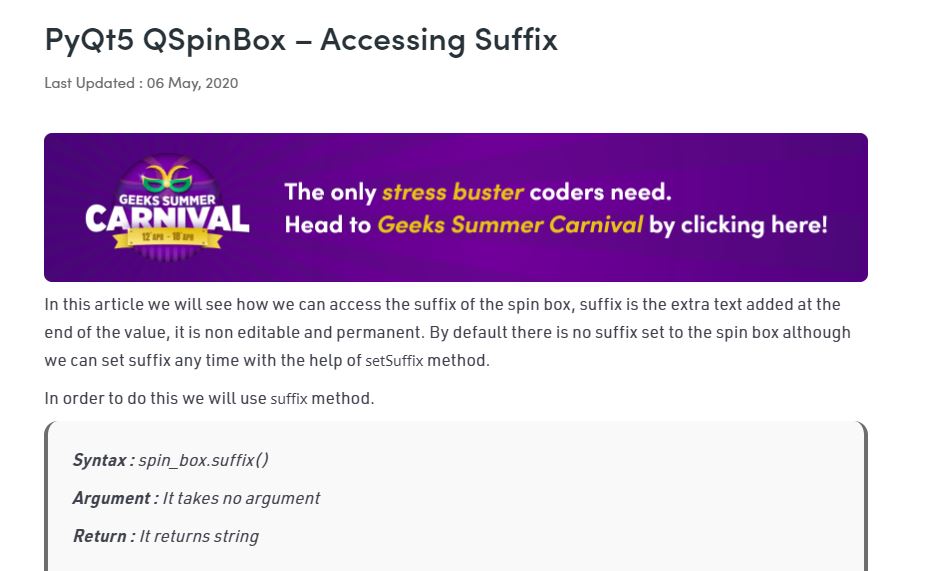 PyQt5 QSpinBox – Accessing Suffix
Last Updated : 06 May, 2020
GEEKS SUMMER
CARNIVAL
12 APR - 18 APR
The only stress buster coders need.
Head to Geeks Summer Carnival by clicking here!
In this article we will see how we can access the suffix of the spin box, suffix is the extra text added at the
end of the value, it is non editable and permanent. By default there is no suffix set to the spin box although
we can set suffix any time with the help of setSuffix method.
In order to do this we will use suffix method.
Syntax : spin_box.suffix()
Argument : It takes no argument
Return : It returns string